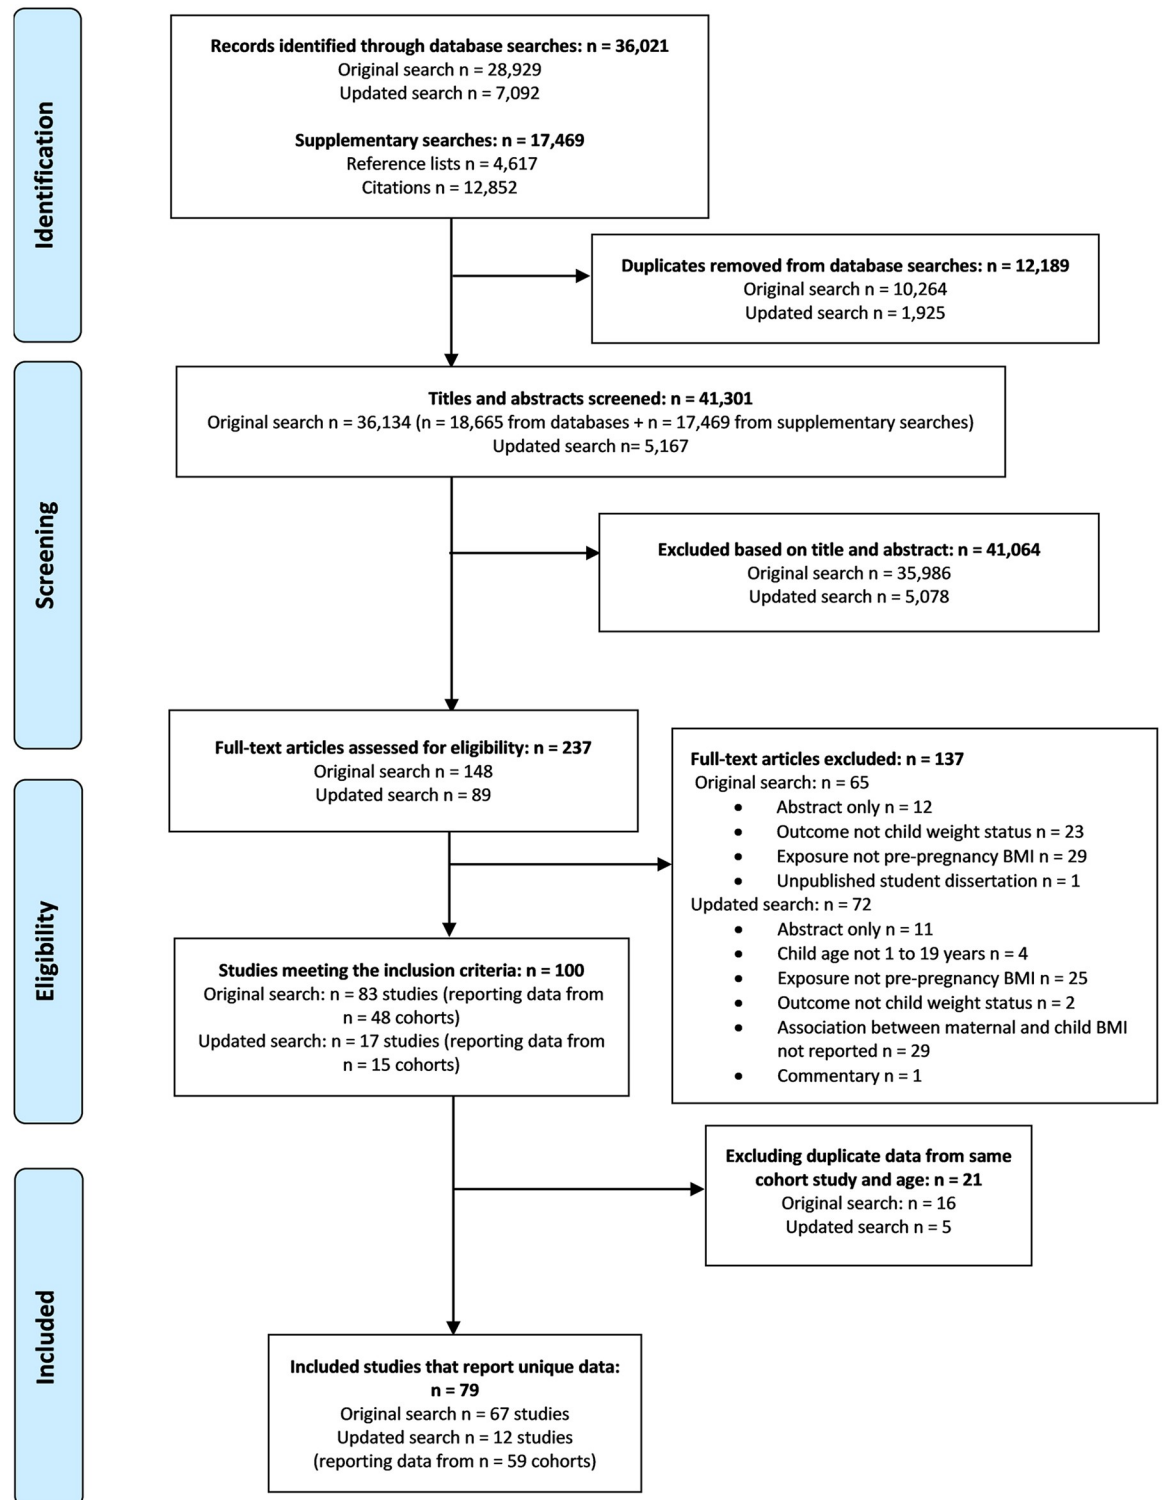 Identification
Records identified through database searches: n = 36,021
Original search n = 28,929
Updated search n = 7,092
Supplementary searches: n = 17,469
Reference lists n = 4,617
Citations n = 12,852
Duplicates removed from database searches: n = 12,189
Original search n = 10,264
Updated search n = 1,925
Screening
Titles and abstracts screened: n = 41,301
Original search n = 36,134 (n = 18,665 from databases + n = 17,469 from supplementary searches)
Updated search n= 5,167
Excluded based on title and abstract: n = 41,064
Original search n = 35,986
Updated search n = 5,078
Full-text articles assessed for eligibility: n = 237
Original search n = 148
Updated search n = 89
Eligibility
Full-text articles excluded: n = 137
Original search: n = 65
• Abstract only n = 12
• Outcome not child weight status n = 23
• Exposure not pre-pregnancy BMI n = 29
• Unpublished student dissertation n = 1
Updated search: n = 72
• Abstract only n = 11
• Child age not 1 to 19 years n = 4
• Exposure not pre-pregnancy BMI n = 25
• Outcome not child weight status n = 2
• Association between maternal and child BMI
not reported n = 29
• Commentary n = 1
Studies meeting the inclusion criteria: n = 100
Original search: n = 83 studies (reporting data from
n = 48 cohorts)
Updated search: n = 17 studies (reporting data from
n = 15 cohorts)
Excluding duplicate data from same
cohort study and age: n = 21
Original search: n = 16
Updated search n = 5
Included
Included studies that report unique data:
n = 79
Original search n = 67 studies
Updated search n = 12 studies
(reporting data from n = 59 cohorts)